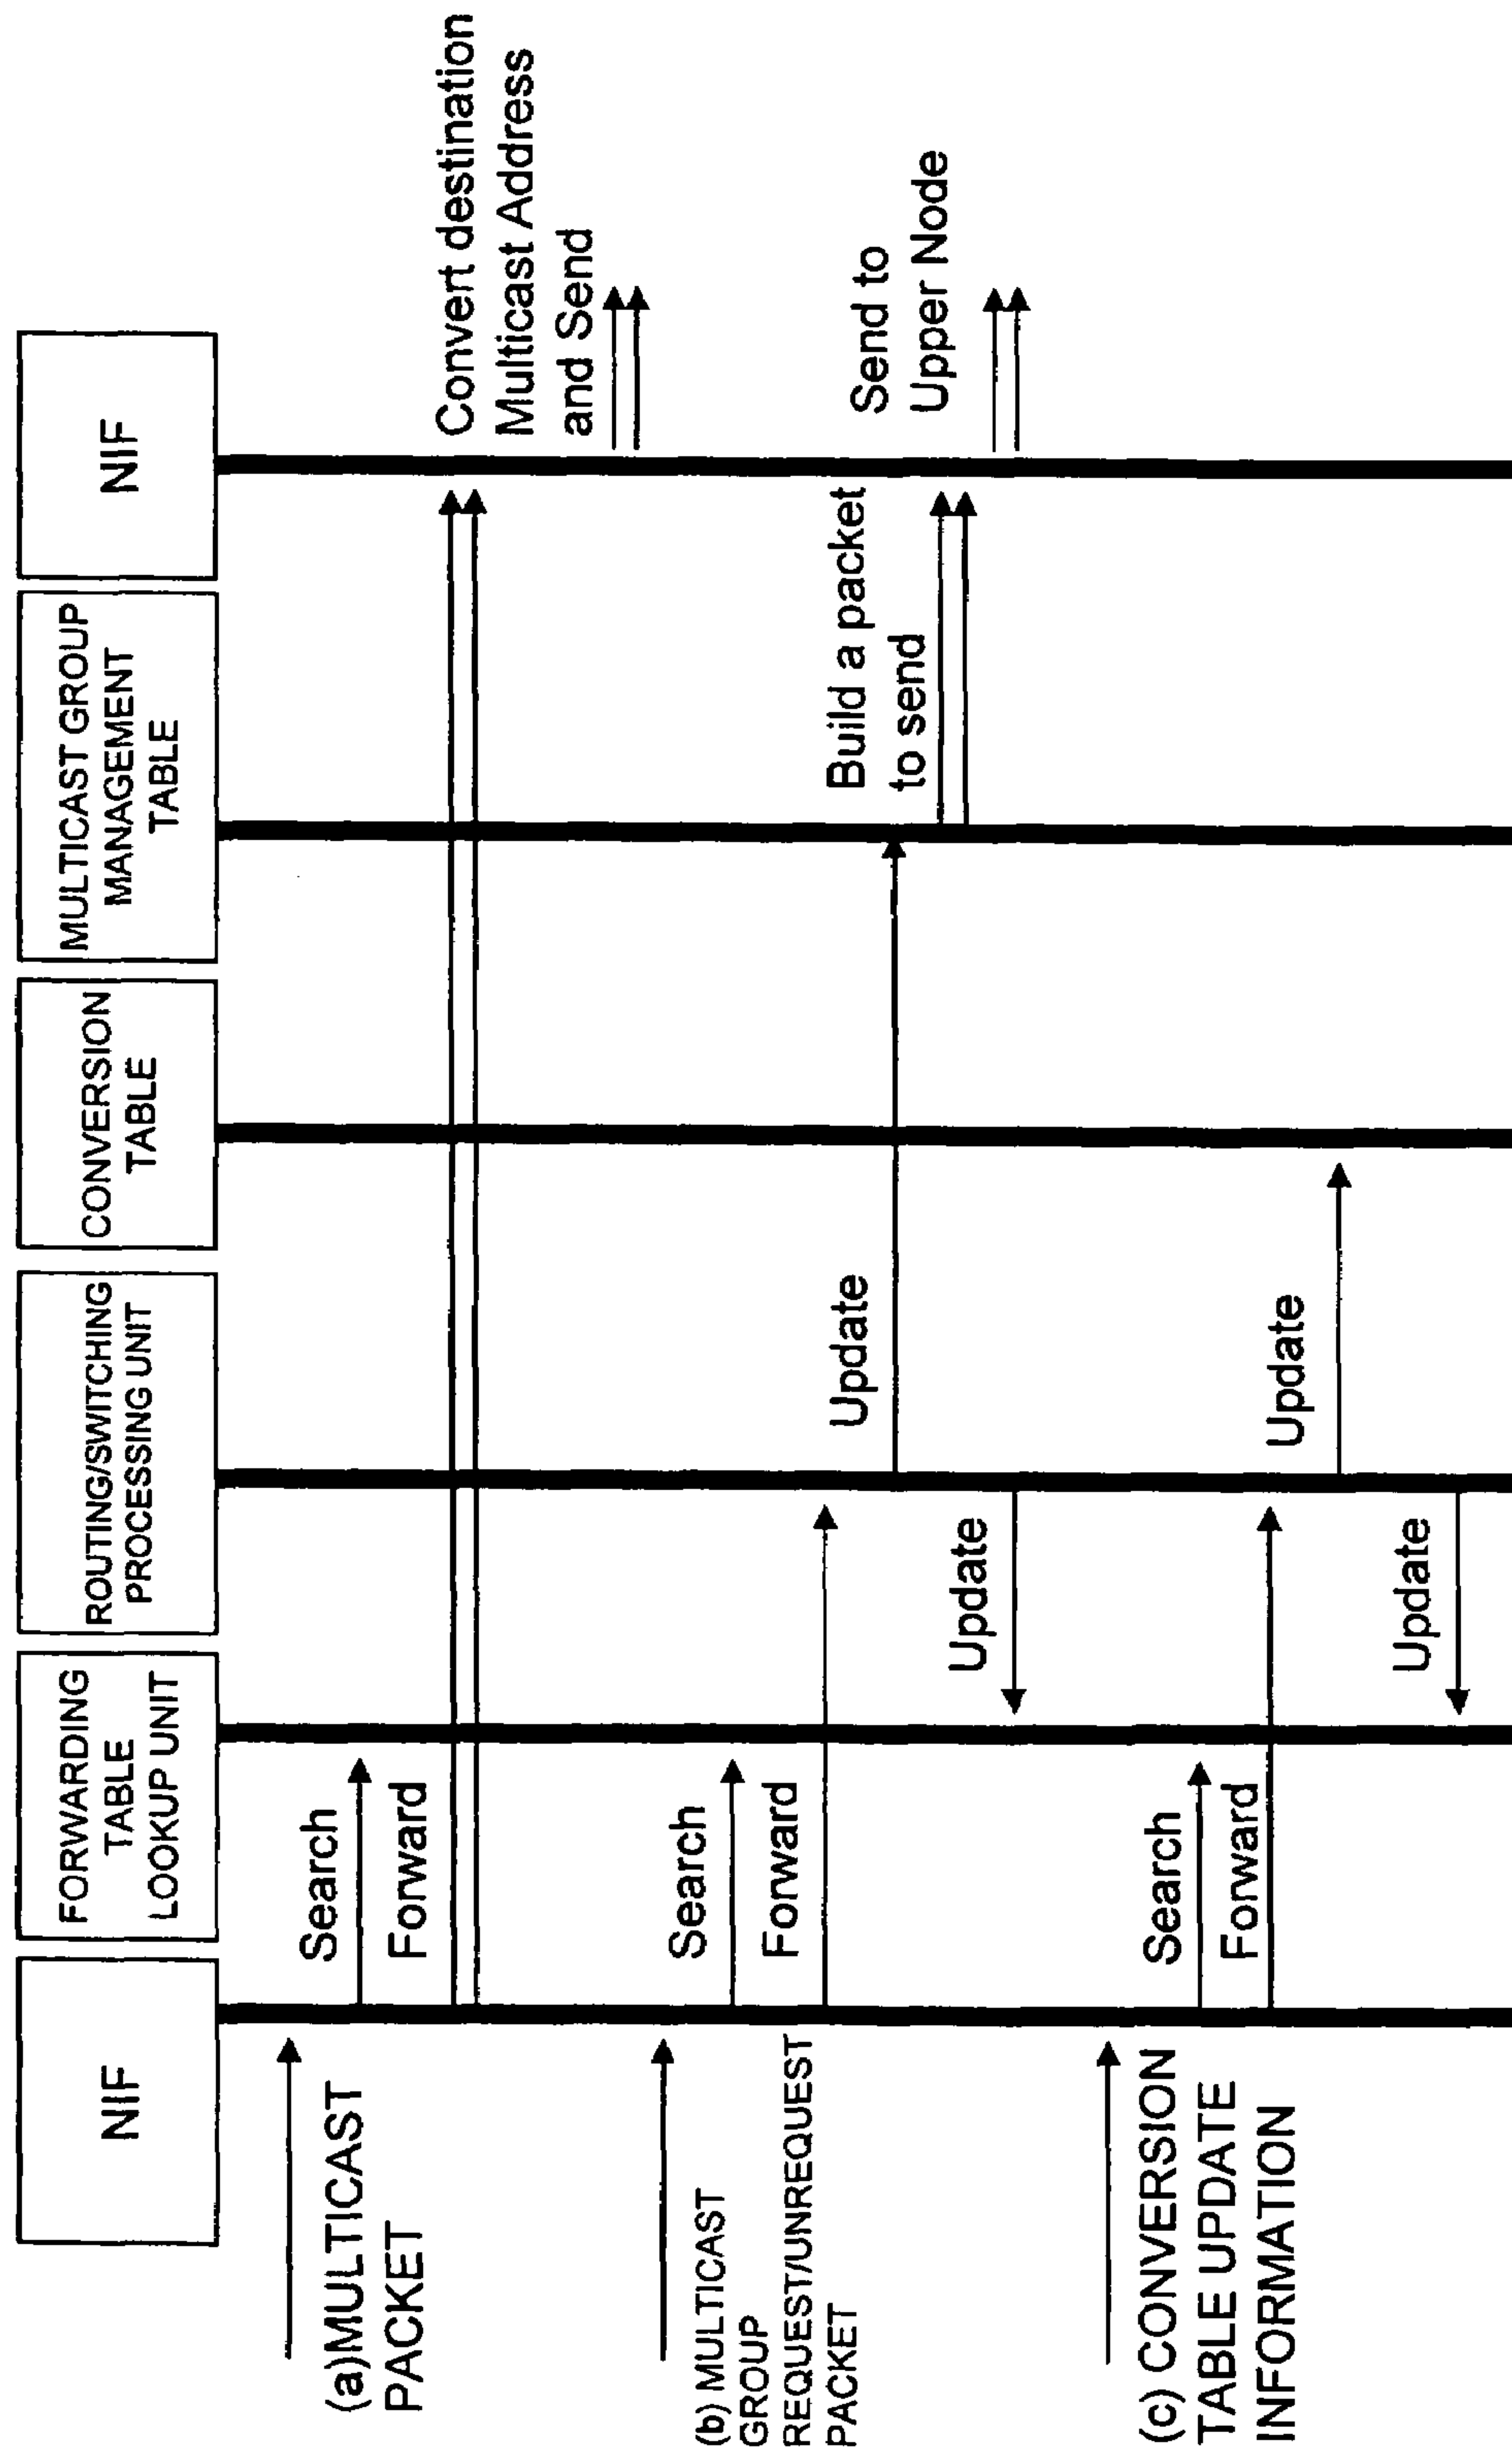 NIF
FORWARDING
TABLE
LOOKUP UNIT
ROUTING/SWITCHING
PROCESSING UNIT
CONVERSION
TABLE
MULTICAST GROUP
MANAGEMENT
TABLE
NIF
(a)MULTICAST
PACKET
Search
Forward
Convert destination
Multicast Address
and Send
(b) MULTICAST
GROUP
REQUEST/UNREQUEST
PACKET
Search
Forward
Update
Build a packet
to send
Send to
Upper Node
Update
(c) CONVERSION
TABLE UPDATE
INFORMATION
Search
Forward
Update
Update